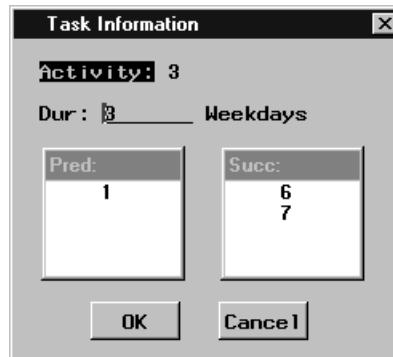 Task Information
Activity: 3
Dur: 3 Weekdays
Pred:
1
Succ:
6
7
OK
Cancel